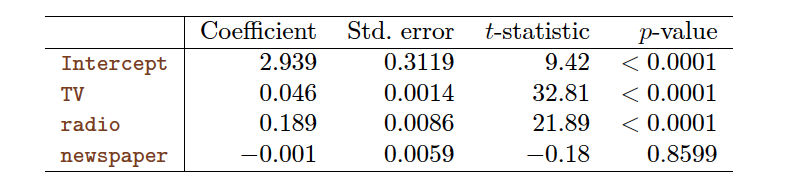 Coefficient Std. error t-statistic p-value
Intercept 2.939 0.3119 9.42 < 0.0001
TV 0.046 0.0014 32.81 < 0.0001
radio 0.189 0.0086 21.89 < 0.0001
newspaper −0.001 0.0059 −0.18 0.8599